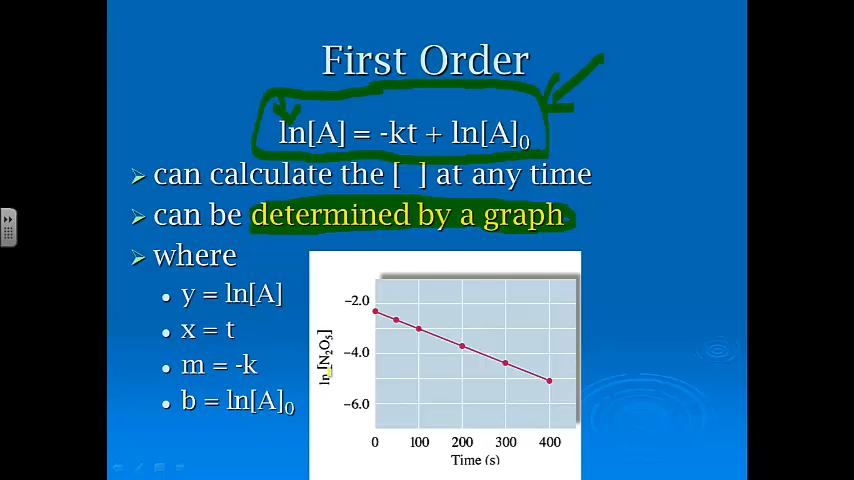 First Order
ln[A] = -kt + ln[A]₀
can calculate the [ ] at any time
can be determined by a graph
where
y = ln[A]
x = t
m = -k
b = ln[A]₀
ln [N₂O₅]
-2.0
-4.0
-6.0
0 100 200 300 400
Time (s)